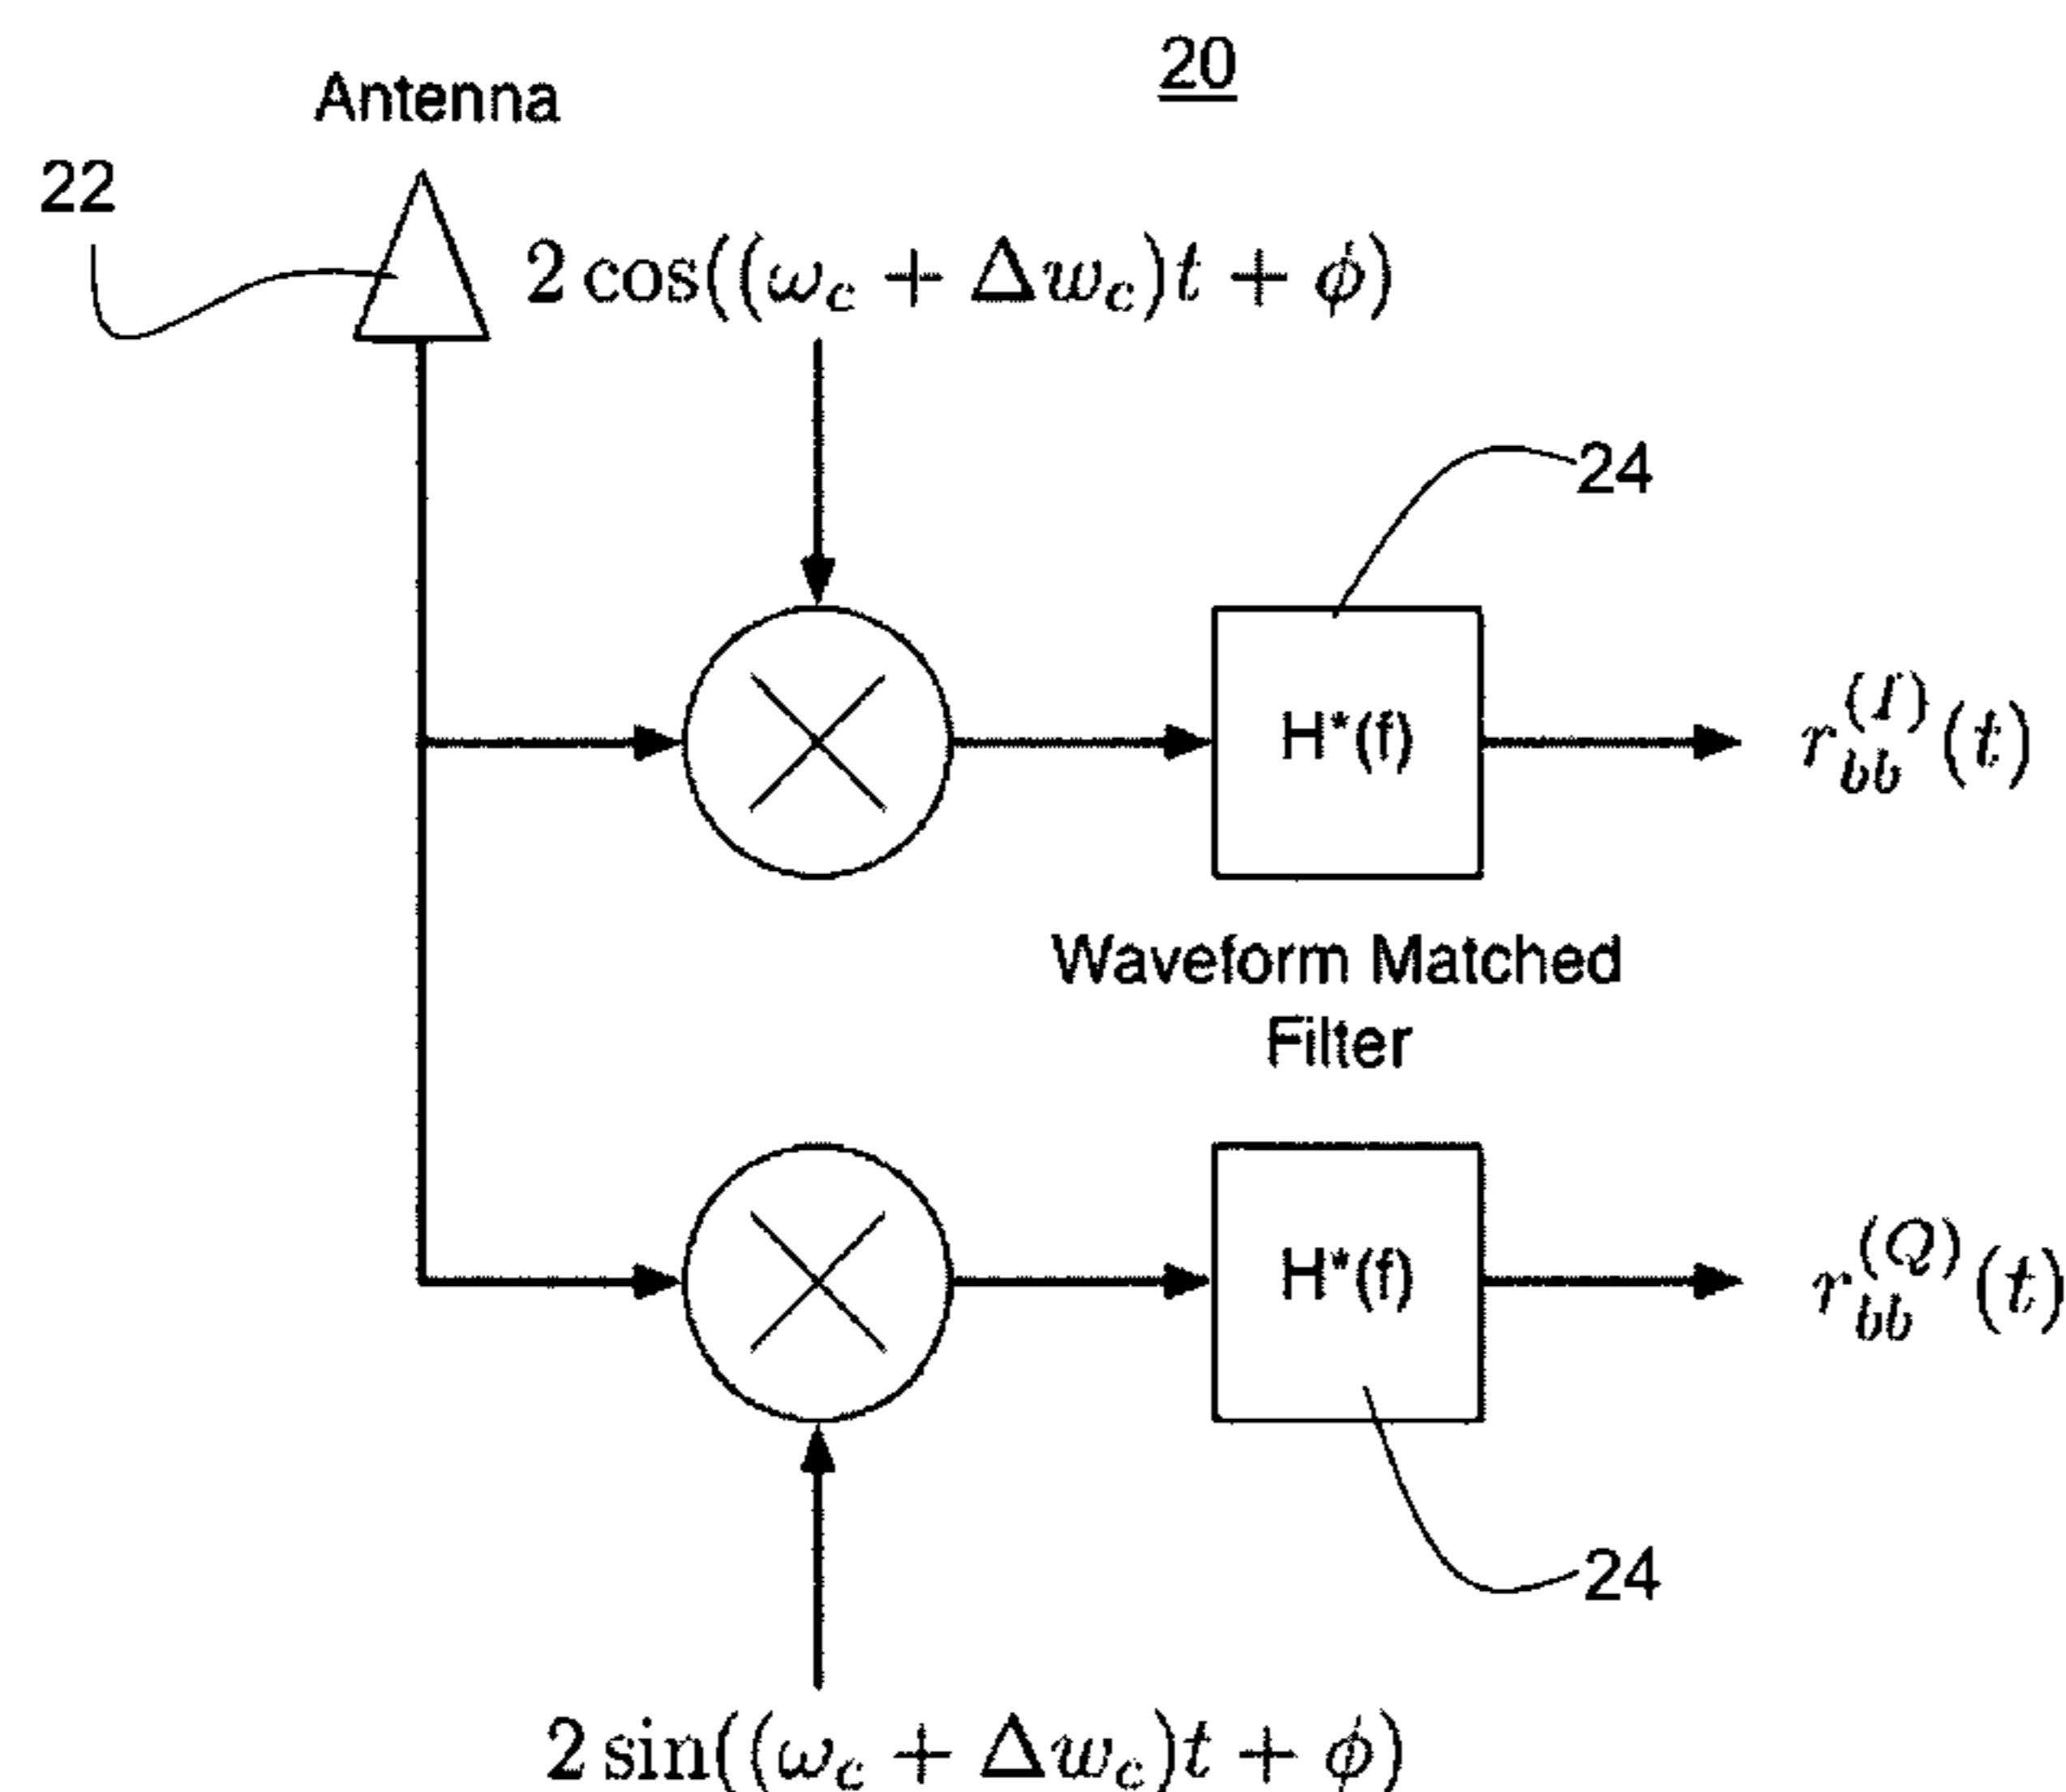 20
Antenna
22
2 cos((ω_c + Δw_c)t + φ)
24
H*(f)
r_bb^(I)(t)
Waveform Matched
Filter
H*(f)
r_bb^(Q)(t)
24
2 sin((ω_c + Δw_c)t + φ)